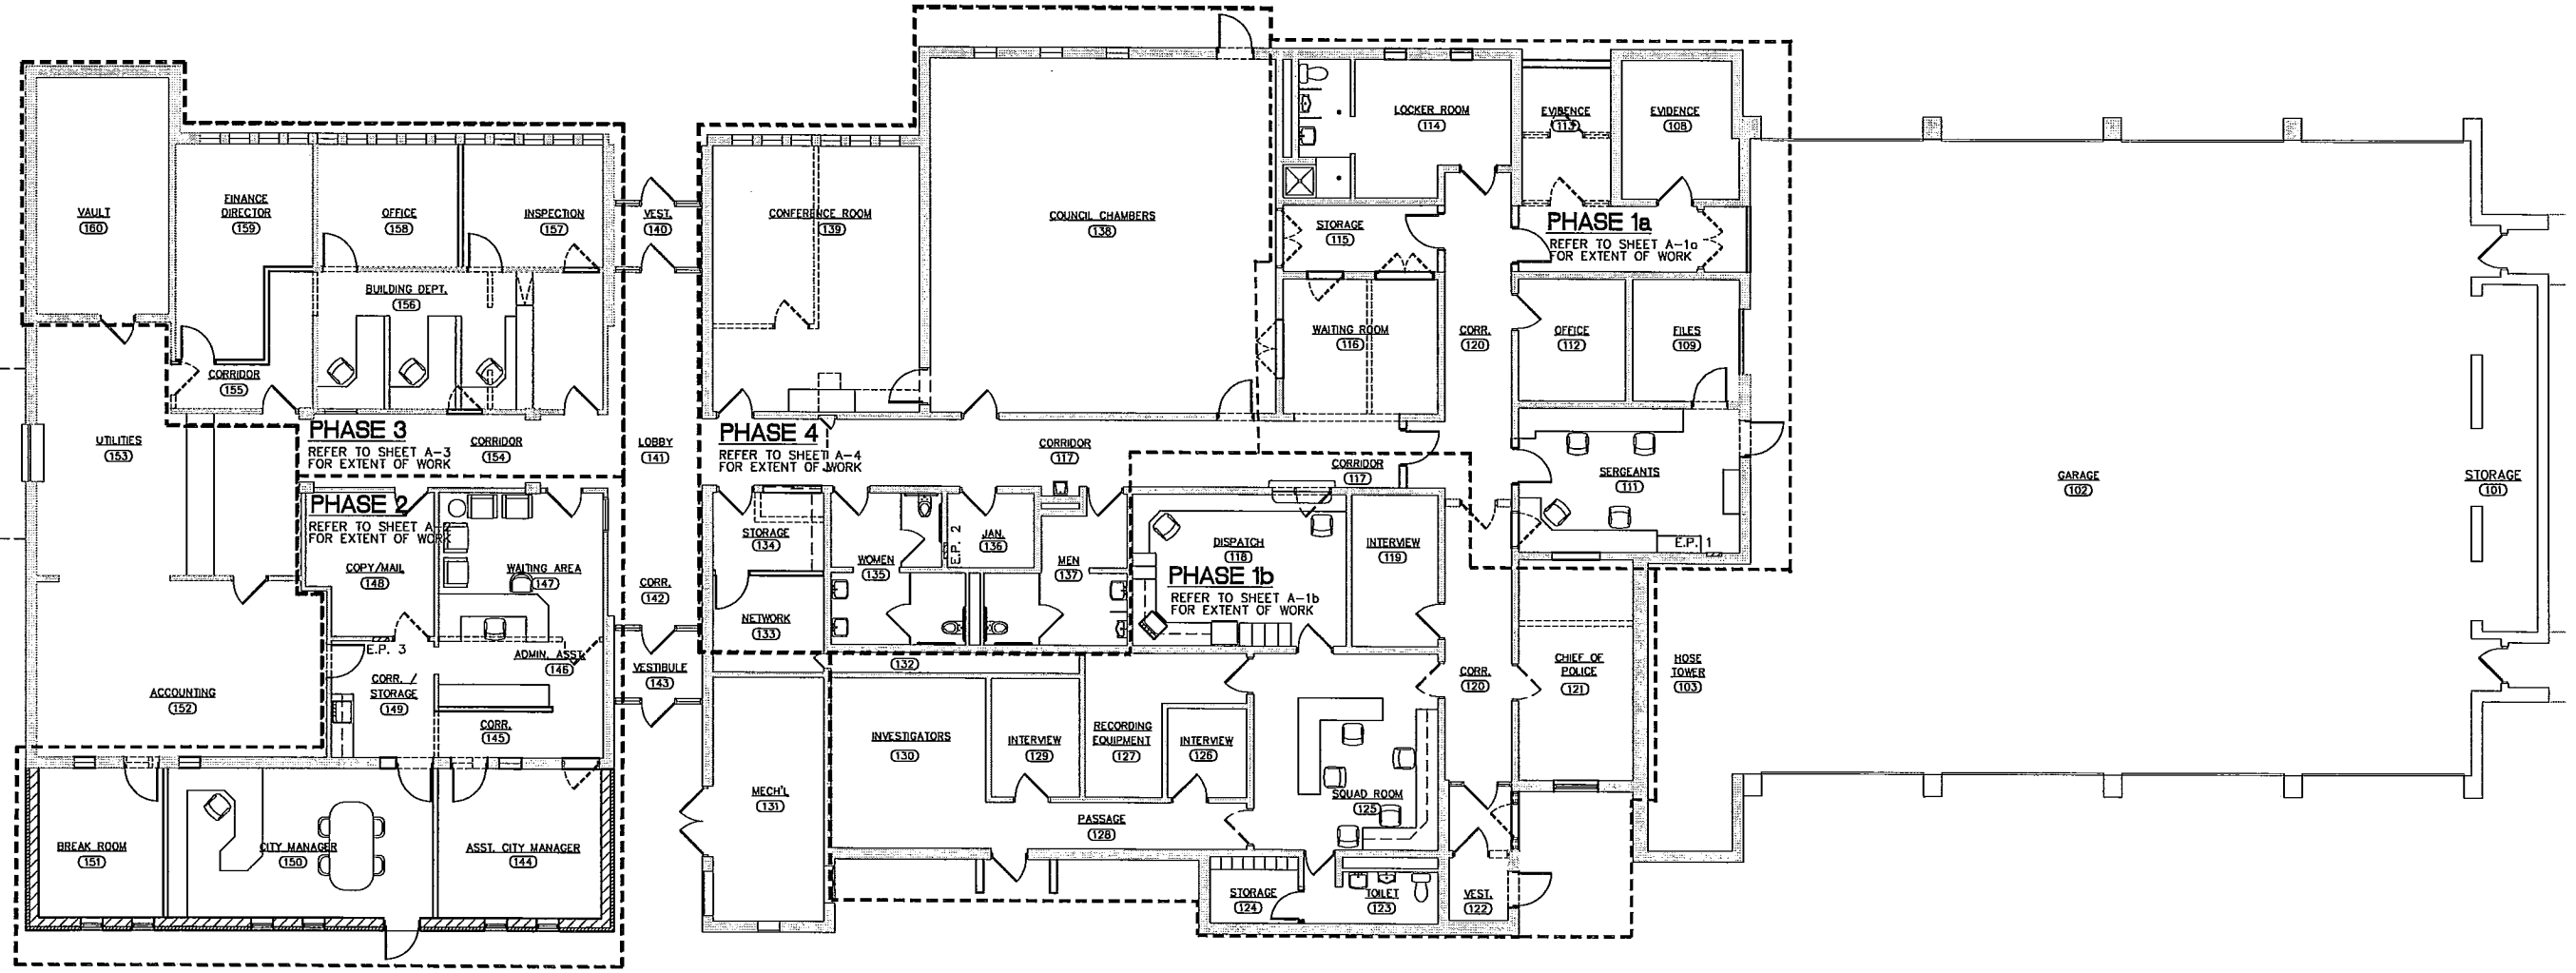 VAULT
160
FINANCE
DIRECTOR
159
OFFICE
158
INSPECTION
157
VEST.
140
CONFERENCE ROOM
139
COUNCIL CHAMBERS
138
LOCKER ROOM
114
EVIDENCE
113
EVIDENCE
108
STORAGE
115
PHASE 1a
REFER TO SHEET A-1a
FOR EXTENT OF WORK
BUILDING DEPT.
156
WAITING ROOM
116
CORR.
120
OFFICE
112
FILES
109
CORRIDOR
155
UTILITIES
153
PHASE 3
REFER TO SHEET A-3
FOR EXTENT OF WORK
CORRIDOR
154
LOBBY
141
PHASE 4
REFER TO SHEET A-4
FOR EXTENT OF WORK
CORRIDOR
117
CORRIDOR
117
SERGEANTS
111
E.P. 1
GARAGE
102
STORAGE
101
PHASE 2
REFER TO SHEET A-2
FOR EXTENT OF WORK
COPY/MAIL
148
WAITING AREA
147
CORR.
142
STORAGE
134
WOMEN
135
E.P. 2
JAN.
136
MEN
137
DISPATCH
118
INTERVIEW
119
PHASE 1b
REFER TO SHEET A-1b
FOR EXTENT OF WORK
NETWORK
133
E.P. 3
ADMIN. ASST.
146
VESTIBULE
143
132
CORR.
120
CHIEF OF
POLICE
121
HOSE
TOWER
103
ACCOUNTING
152
CORR. /
STORAGE
149
CORR.
145
INVESTIGATORS
130
INTERVIEW
129
RECORDING
EQUIPMENT
127
INTERVIEW
126
MECH'L
131
SQUAD ROOM
125
PASSAGE
128
BREAK ROOM
151
CITY MANAGER
150
ASST. CITY MANAGER
144
STORAGE
124
TOILET
123
VEST.
122